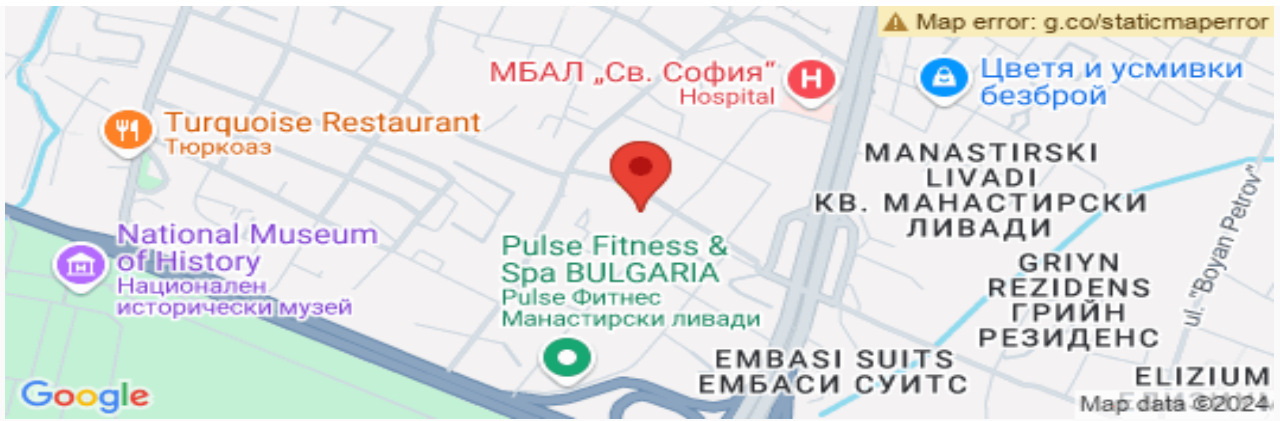 Map error: g.co/staticmaperror
МБАЛ „Св. София“
Hospital
Цветя и усмивки
безброй
Turquoise Restaurant
Тюркоаз
MANASTIRSKI
LIVADI
КВ. МАНАСТИРСКИ
ЛИВАДИ
ul. "Boyan Petrov"
National Museum
of History
Национален
исторически музей
Pulse Fitness &
Spa BULGARIA
Pulse Фитнес
Манастирски ливади
GRIYN
REZIDENS
ГРИЙН
РЕЗИДЕНС
EMBASI SUITS
ЕМБАСИ СУИТС
ELIZIUM
Google
Map data ©2024